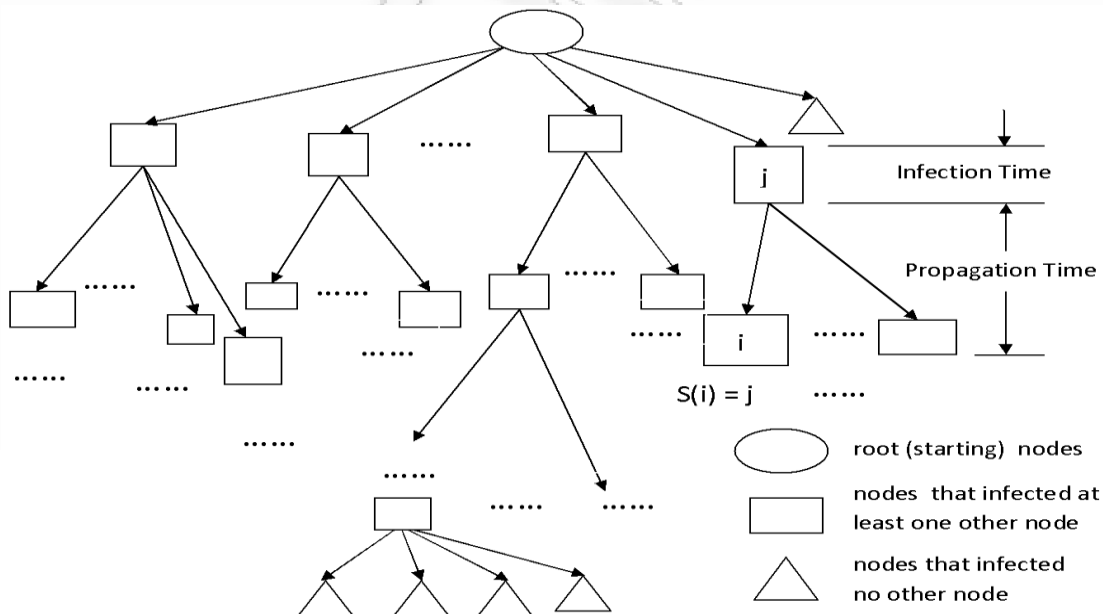 ......
j
Infection Time
Propagation Time
......
......
......
......
i
......
......
......
......
S(i) = j
......
......
root (starting) nodes
......
......
......
nodes that infected at
least one other node
nodes that infected
no other node